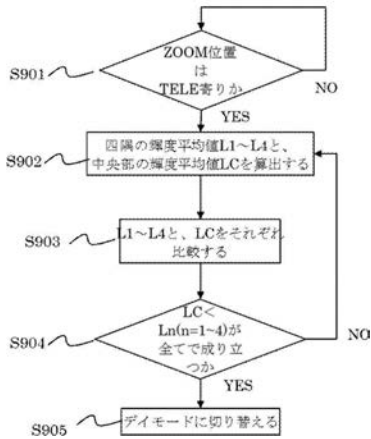 ZOOM位置
は
TELE寄りか
S901
NO
YES
四隅の輝度平均値L1~L4と、
中央部の輝度平均値LCを算出する
S902
L1~L4と、LCをそれぞれ
比較する
S903
LC<
Ln(n=1~4)が
全てで成り立
つか
S904
NO
YES
デイモードに切り替える
S905